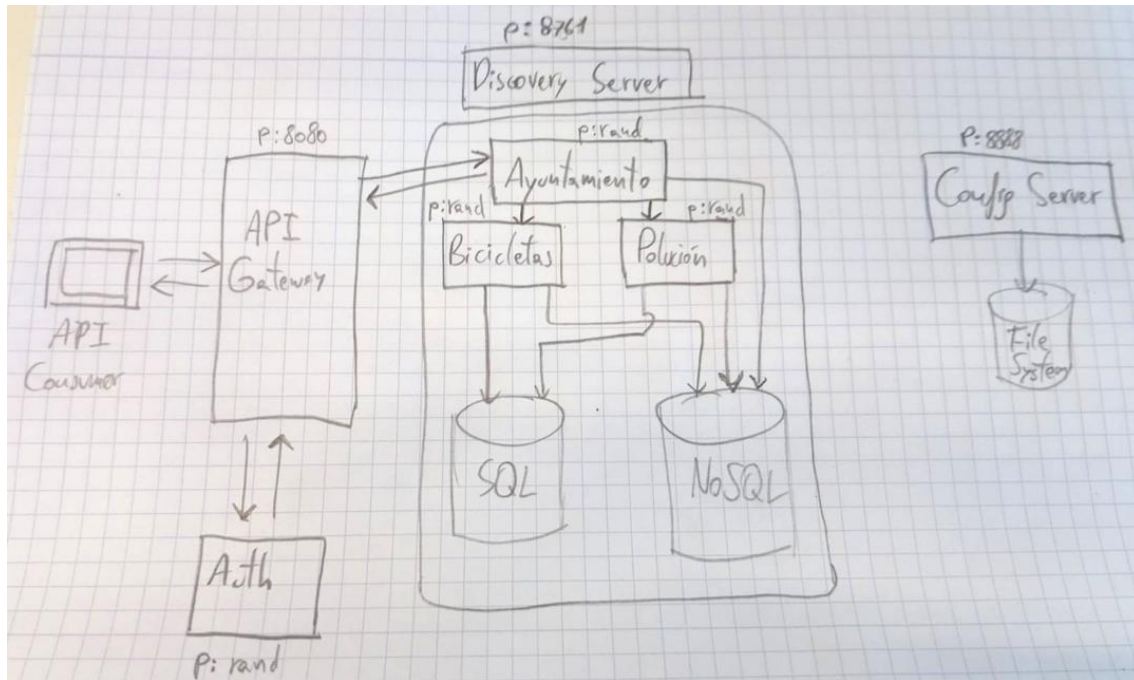 p: 8761
Discovery Server
p: 8080
API
Gateway
p: rand
Ayuntamiento
p: rand
Bicicletas
p: rand
Polución
P: 8888
Config Server
File
System
API
Consumer
SQL
NoSQL
Auth
p: rand